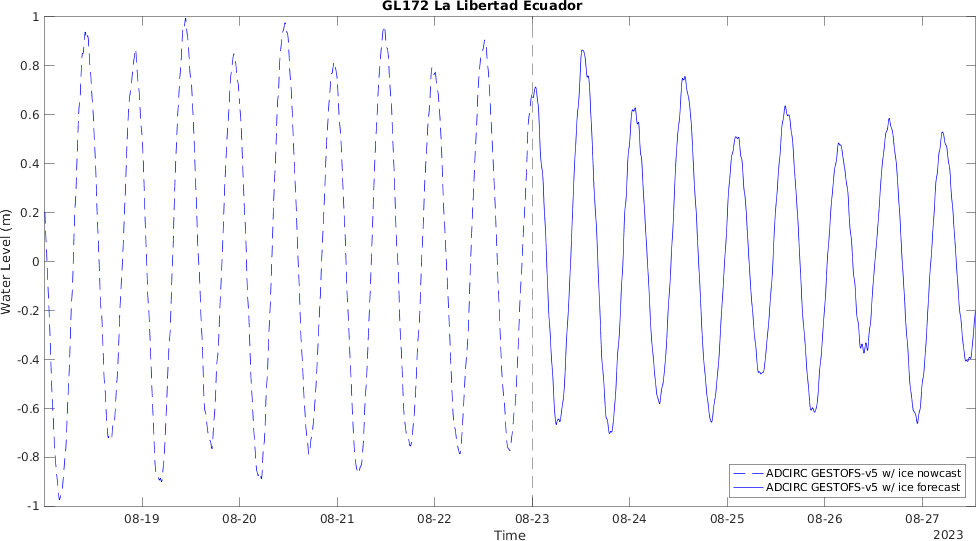 GL172 La Libertad Ecuador
1
0.8
0.6
0.4
0.2
0
-0.2
-0.4
-0.6
-0.8
-1
Water Level (m)
08-19 08-20 08-21 08-22 08-23 08-24 08-25 08-26 08-27
Time
2023
ADCIRC GESTOFS-v5 w/ ice nowcast
ADCIRC GESTOFS-v5 w/ ice forecast